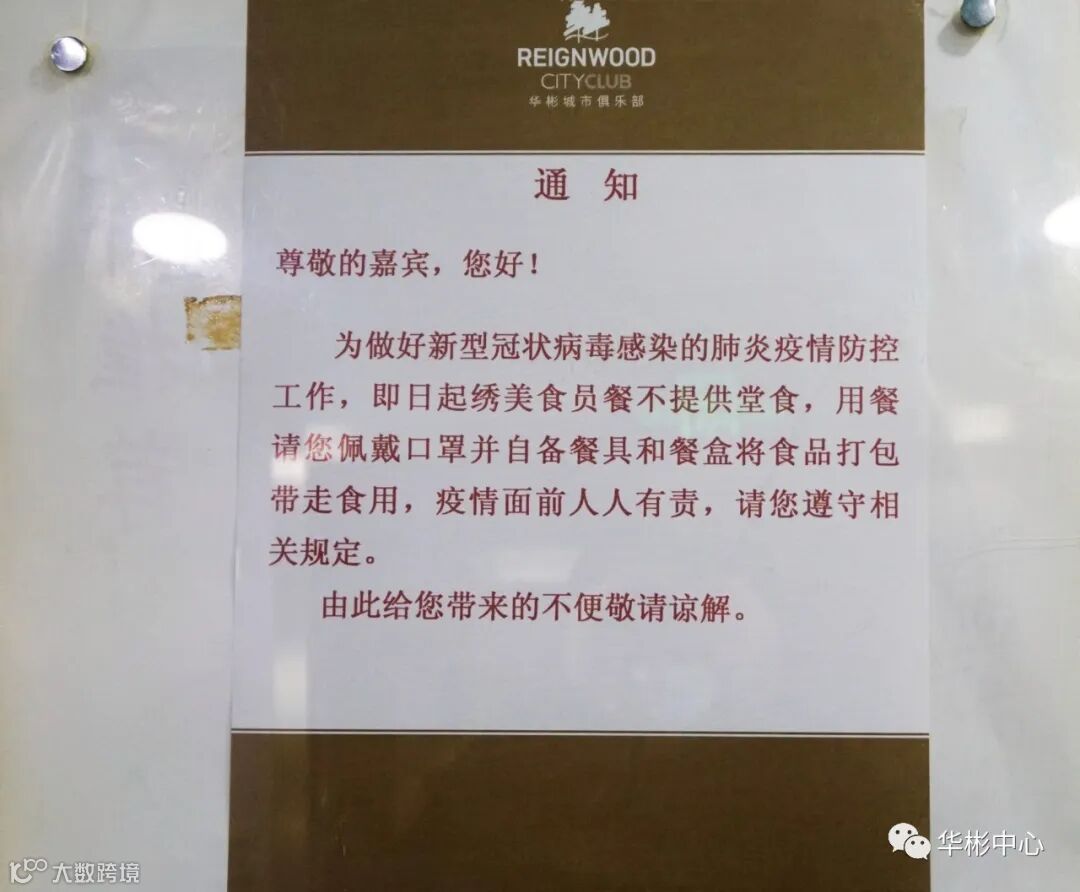 REIGNWOOD
CITYCLUB
华彬城市俱乐部
通 知
尊敬的嘉宾，您好！
为做好新型冠状病毒感染的肺炎疫情防控
工作，即日起绣美食员餐不提供堂食，用餐
请您佩戴口罩并自备餐具和餐盒将食品打包
带走食用，疫情面前人人有责，请您遵守相
关规定。
由此给您带来的不便敬请谅解。
华彬中心
大数跨境